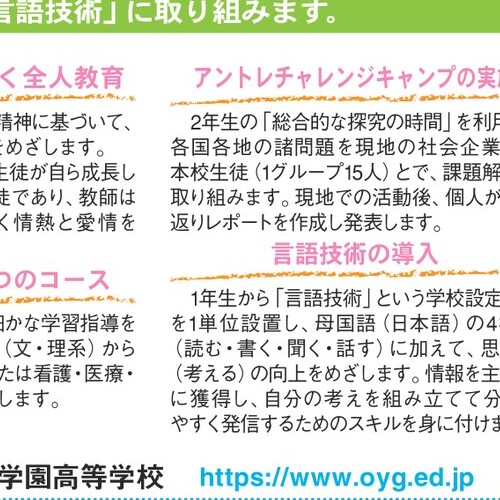 言語技術」に取り組みます。
く全人教育
精神に基づいて、
をめざします。
生徒が自ら成長し
徒であり、教師は
く情熱と愛情を
つのコース
細かな学習指導を
（文・理系）から
たは看護・医療・
します。
アントレチャレンジキャンプの実施
2年生の「総合的な探究の時間」を利用
各国各地の諸問題を現地の社会企業
本校生徒（1グループ15人）とで、課題解
取り組みます。現地での活動後、個人が
返りレポートを作成し発表します。
言語技術の導入
1年生から「言語技術」という学校設定
を1単位設置し、母国語（日本語）の4
（読む・書く・聞く・話す）に加えて、思
（考える）の向上をめざします。情報を主
に獲得し、自分の考えを組み立てて分
やすく発信するためのスキルを身に付けま
学園高等学校 https://www.oyg.ed.jp